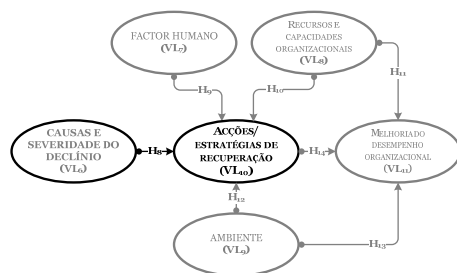 FACTOR HUMANO
(VL7)
RECURSOS E
CAPACIDADES
ORGANIZACIONAIS
(VL8)
H9
H10
H11
CAUSAS E
SEVERIDADE DO
DECLÍNIO
(VL6)
H8
ACÇÕES/
ESTRATÉGIAS DE
RECUPERAÇÃO
(VL10)
H14
MELHORIA DO
DESEMPENHO
ORGANIZACIONAL
(VL11)
H12
AMBIENTE
(VL9)
H13